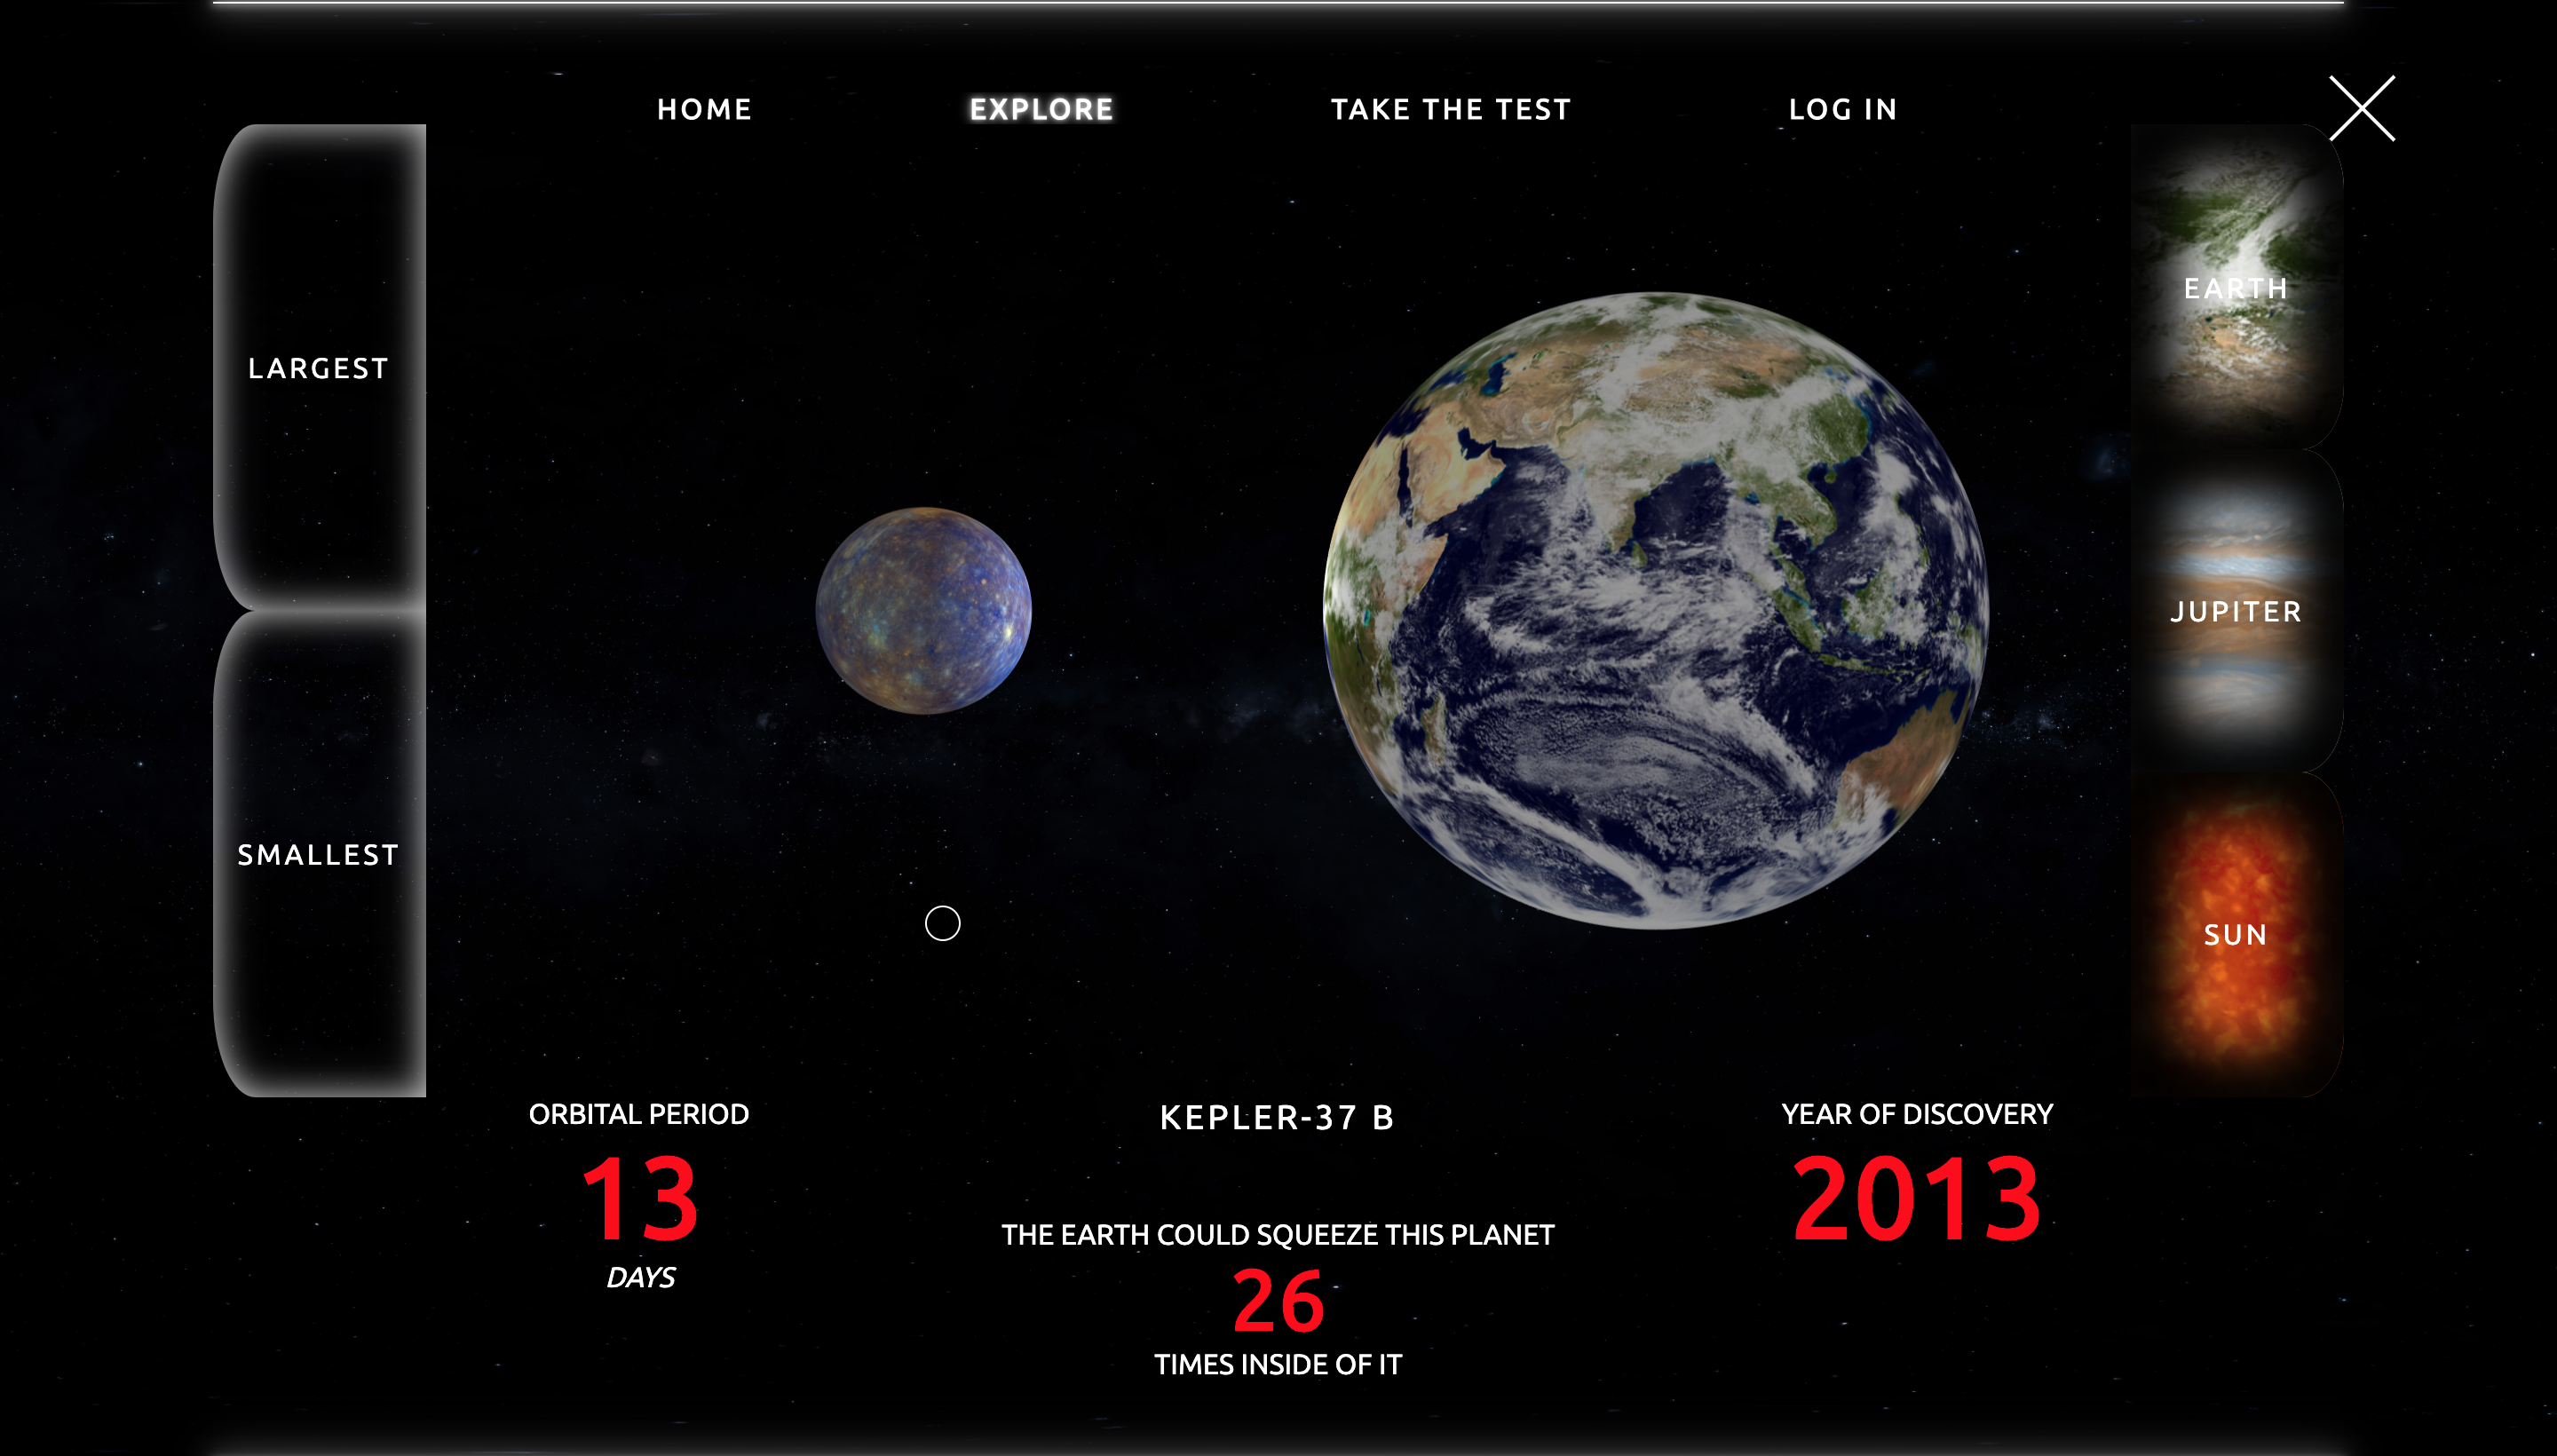 HOME
EXPLORE
TAKE THE TEST
LOG IN
LARGEST
SMALLEST
EARTH
JUPITER
SUN
ORBITAL PERIOD
13
DAYS
KEPLER-37 B
THE EARTH COULD SQUEEZE THIS PLANET
26
TIMES INSIDE OF IT
YEAR OF DISCOVERY
2013